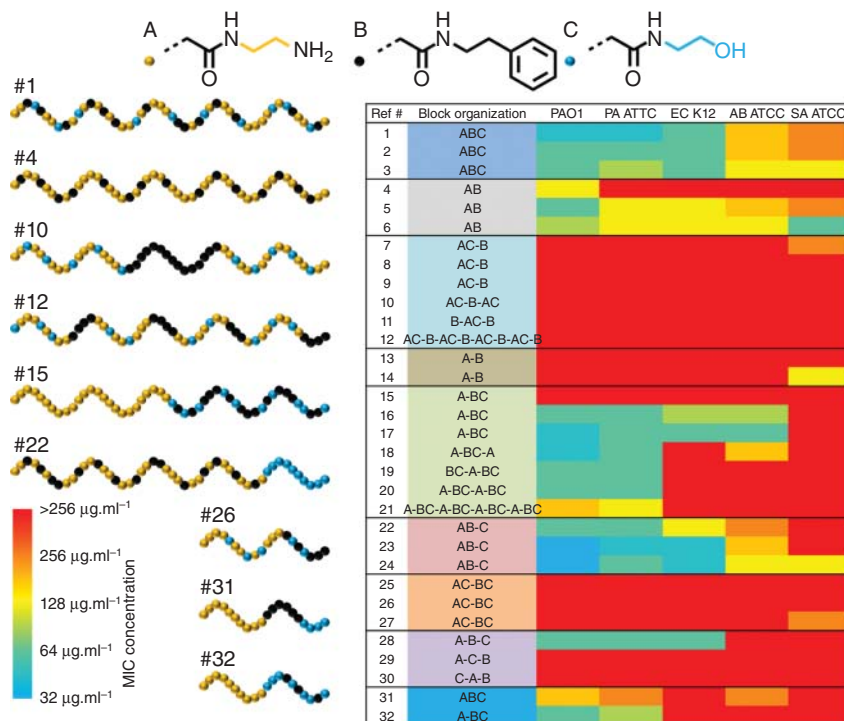 A
H
N
NH2
O
B
H
N
O
C
H
N
OH
O
#1
#4
#10
#12
#15
#22
#26
#31
#32
>256 μg.ml−1
256 μg.ml−1
128 μg.ml−1
64 μg.ml−1
32 μg.ml−1
MIC concentration
Ref # Block organization PAO1 PA ATTC EC K12 AB ATCC SA ATCC
1 ABC
2 ABC
3 ABC
4 AB
5 AB
6 AB
7 AC-B
8 AC-B
9 AC-B
10 AC-B-AC
11 B-AC-B
12 AC-B-AC-B-AC-B-AC-B
13 A-B
14 A-B
15 A-BC
16 A-BC
17 A-BC
18 A-BC-A
19 BC-A-BC
20 A-BC-A-BC
21 A-BC-A-BC-A-BC-A-BC
22 AB-C
23 AB-C
24 AB-C
25 AC-BC
26 AC-BC
27 AC-BC
28 A-B-C
29 A-C-B
30 C-A-B
31 ABC
32 A-BC